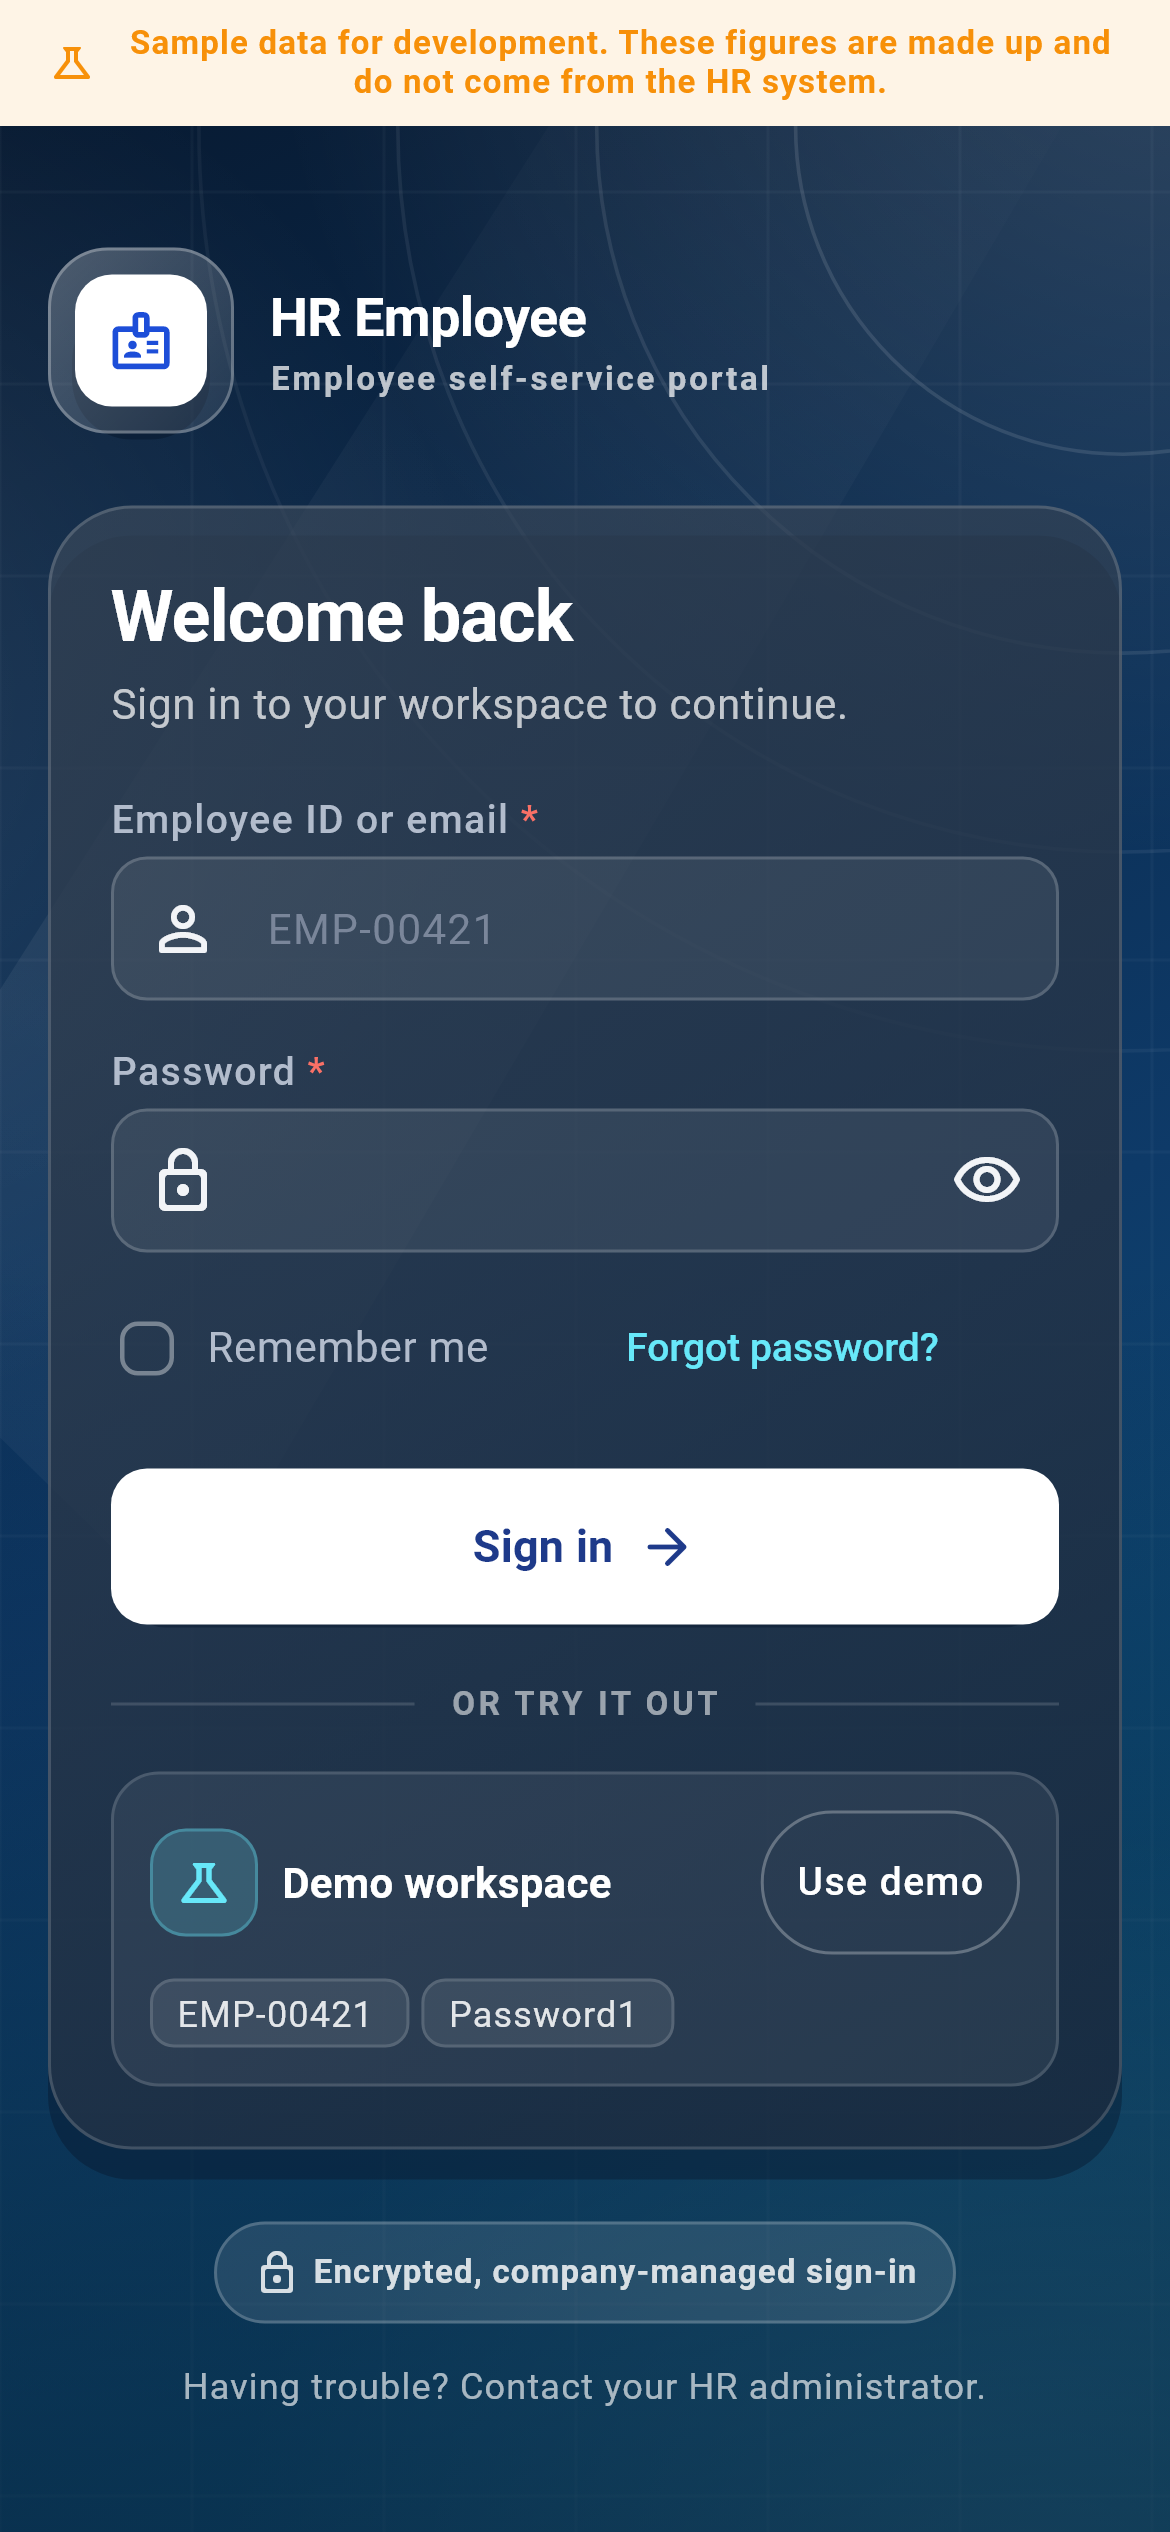 Sample data for development. These figures are made up and
do not come from the HR system.
HR Employee
Employee self-service portal
Welcome back
Sign in to your workspace to continue.
Employee ID or email *
EMP-00421
Password *
Remember me
Forgot password?
Sign in
OR TRY IT OUT
Demo workspace
Use demo
EMP-00421
Password1
Encrypted, company-managed sign-in
Having trouble? Contact your HR administrator.